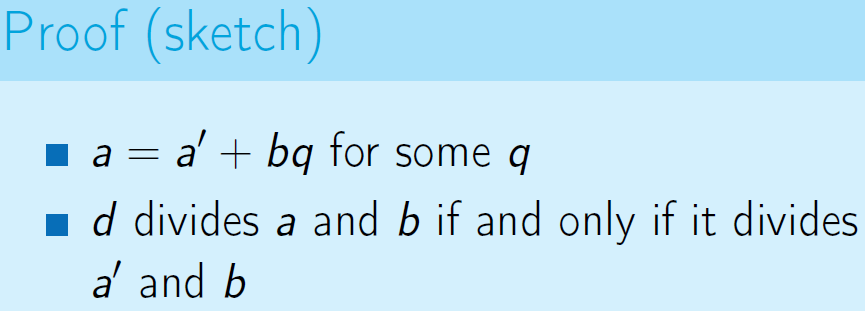 Proof (sketch)
■ a = a′ + bq for some q
■ d divides a and b if and only if it divides
a′ and b